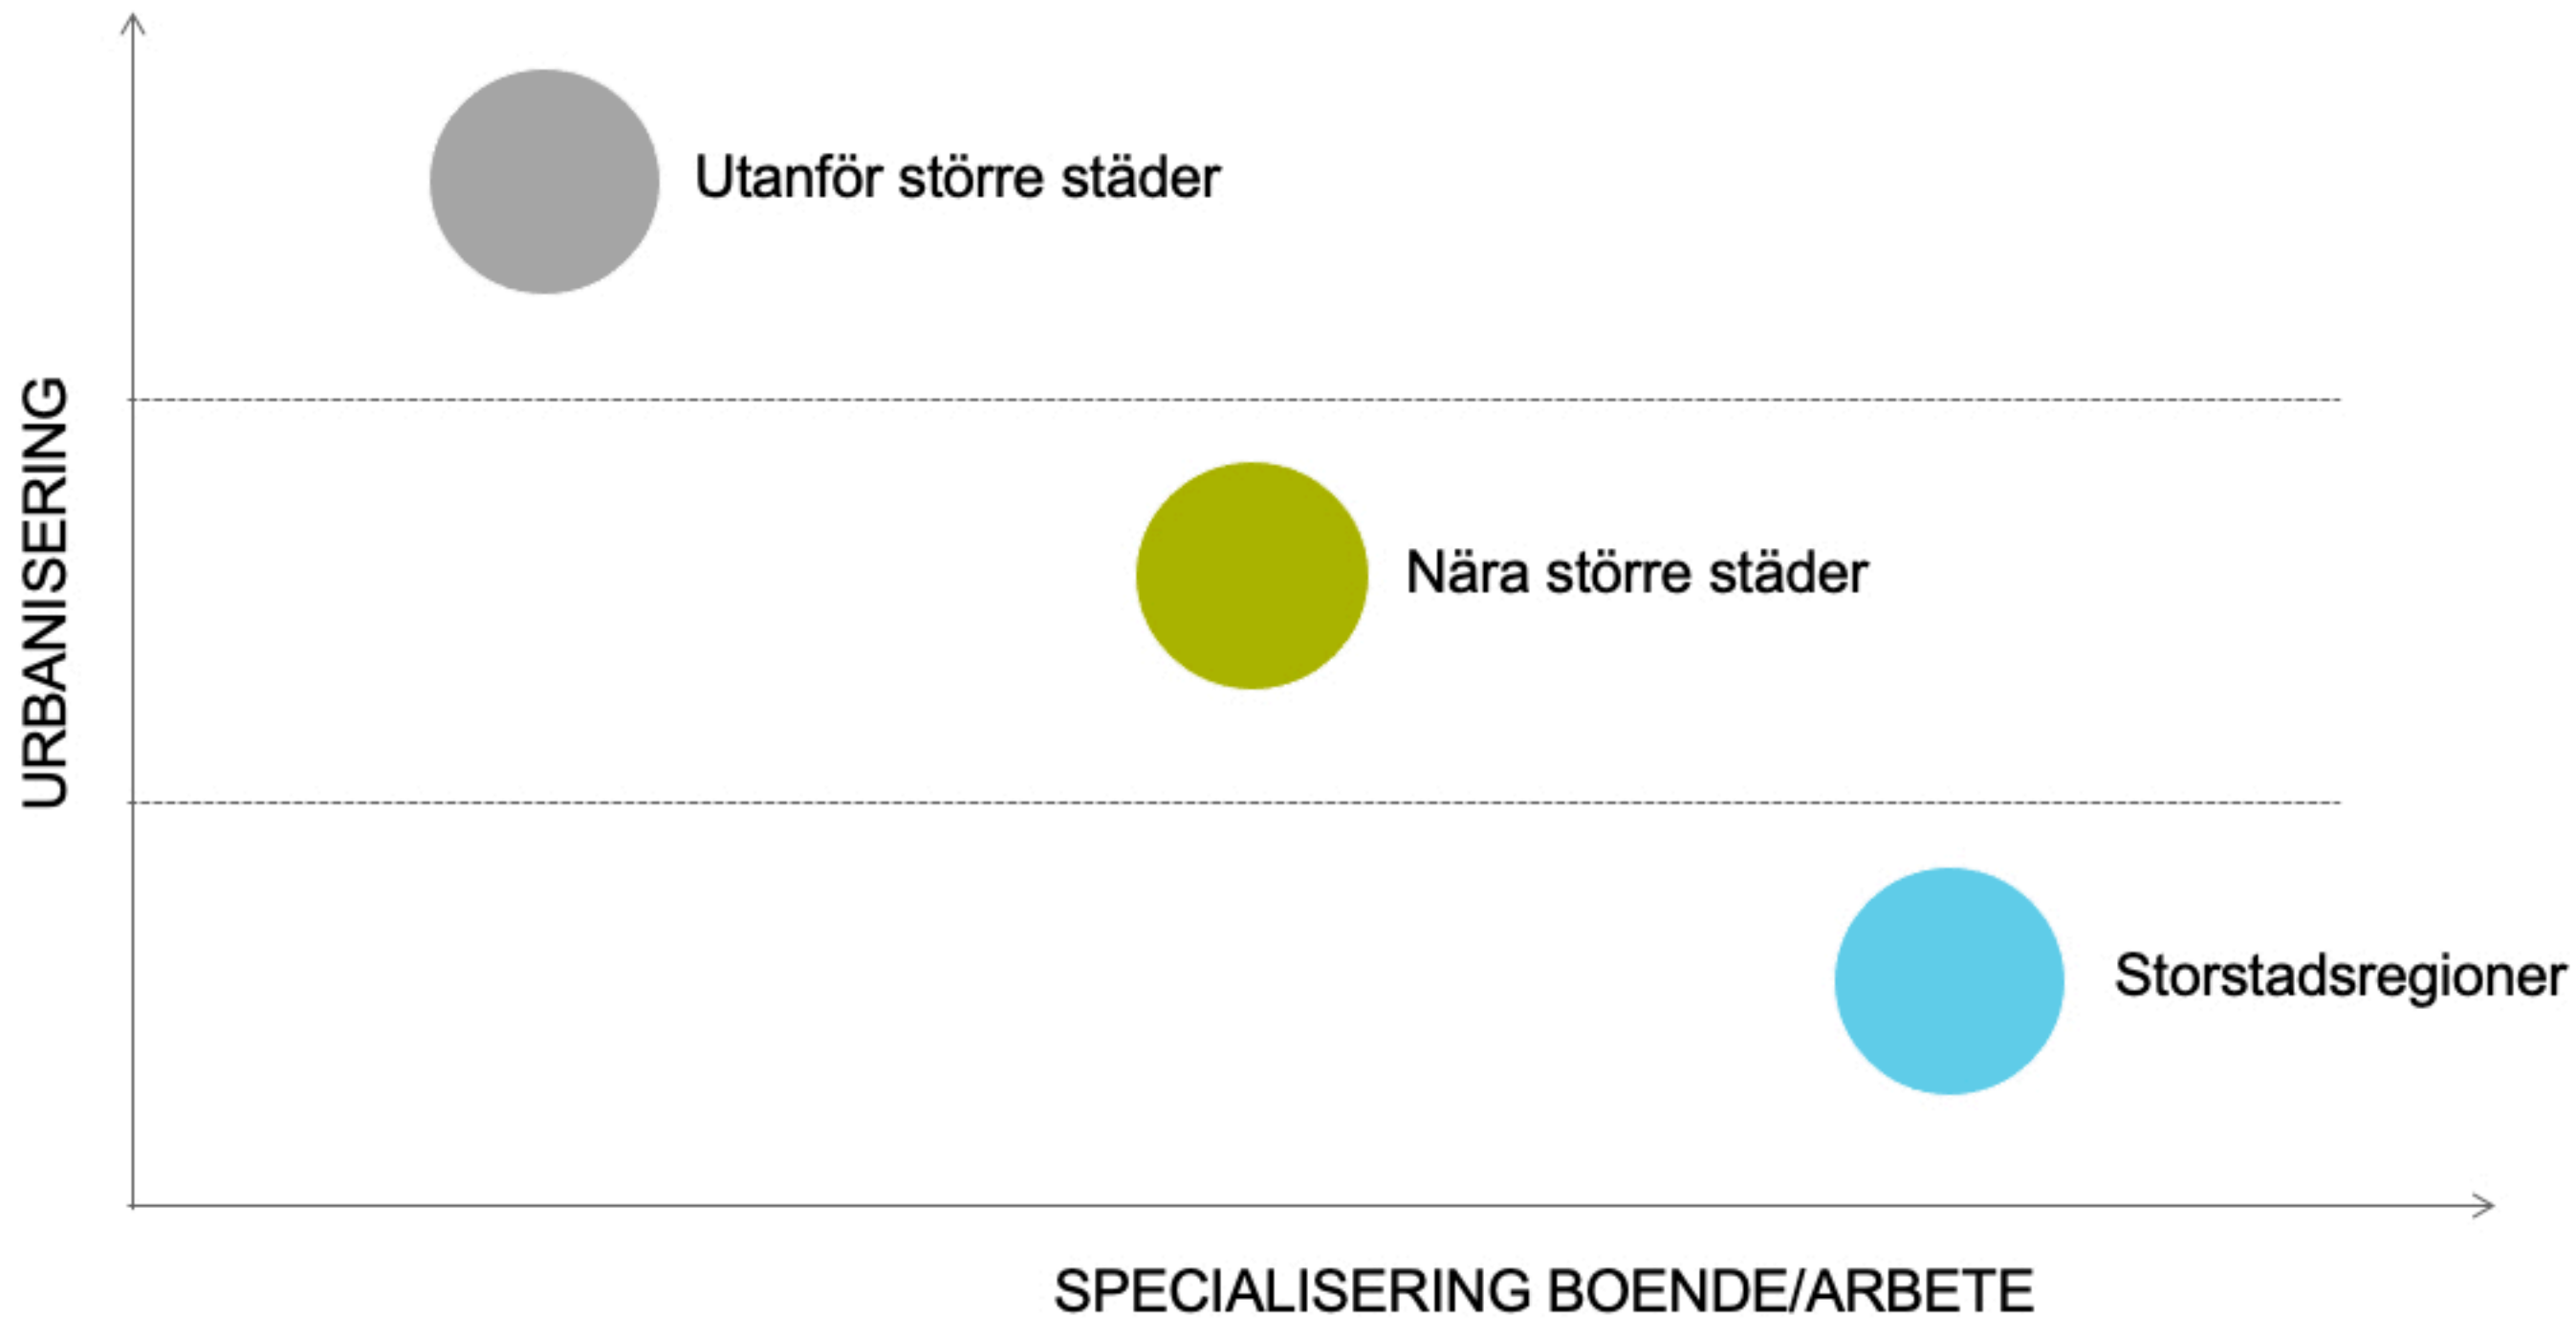 Utanför större städer
URBANISERING
Nära större städer
Storstadsregioner
SPECIALISERING BOENDE/ARBETE